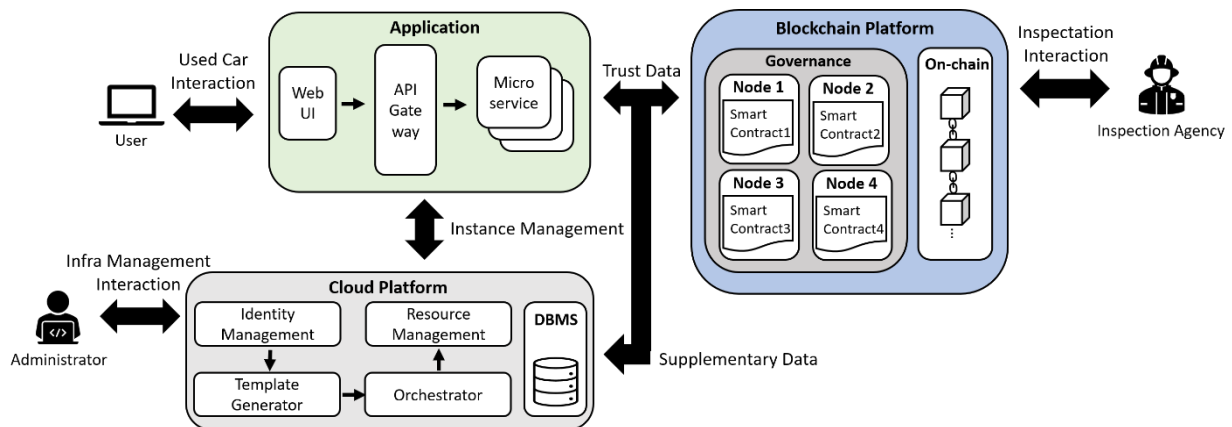 Application
Used Car
Interaction
User
Web
UI
API
Gate
way
Micro
service
Trust Data
Blockchain Platform
Governance
Node 1
Smart
Contract1
Node 2
Smart
Contract2
Node 3
Smart
Contract3
Node 4
Smart
Contract4
On-chain
Inspectation
Interaction
Inspection Agency
Instance Management
Infra Management
Interaction
Administrator
Cloud Platform
Identity
Management
Resource
Management
Template
Generator
Orchestrator
DBMS
Supplementary Data